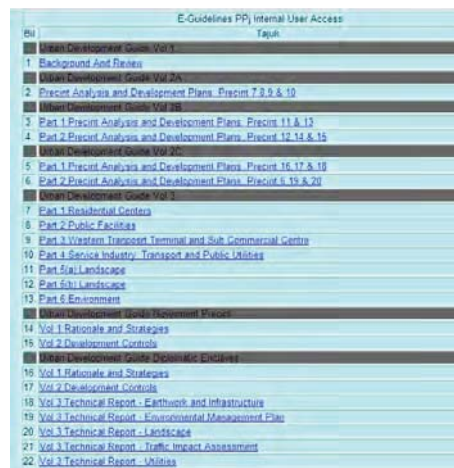 E-Guidelines PPj Internal User Access
Bil Tajuk
Urban Development Guide Vol 1
1 Background And Review
Urban Development Guide Vol 2A
2 Precint Analysis and Development Plans. Precint 7,8,9 & 10
Urban Development Guide Vol 2B
3 Part 1:Precint Analysis and Development Plans. Precint 11 & 13
4 Part 2:Precint Analysis and Development Plans. Precint 12,14 & 15
Urban Development Guide Vol 2C
5 Part 1:Precint Analysis and Development Plans. Precint 16,17 & 18
6 Part 2:Precint Analysis and Development Plans. Precint 5,19 & 20
Urban Development Guide Vol 3
7 Part 1:Residential Centers
8 Part 2:Public Facilities
9 Part 3:Western Tranposrt Terminal and Sub Commercial Centre
10 Part 4:Service Industry, Transport and Public Utilities
11 Part 5(a):Landscape
12 Part 5(b):Landscape
13 Part 6:Environment
Urban Development Guide Precint
14 Vol 1:Rationale and Strategies
15 Vol 2:Development Controls
Urban Development Guide Diplomatic Enclaves
16 Vol 1:Rationale and Strategies
17 Vol 2:Development Controls
18 Vol 3:Technical Report - Earthwork and Infrastructure
19 Vol 3:Technical Report - Environmental Management Plan
20 Vol 3:Technical Report - Landscape
21 Vol 3:Technical Report - Traffic Impact Assessment
22 Vol 3:Technical Report - Utilities